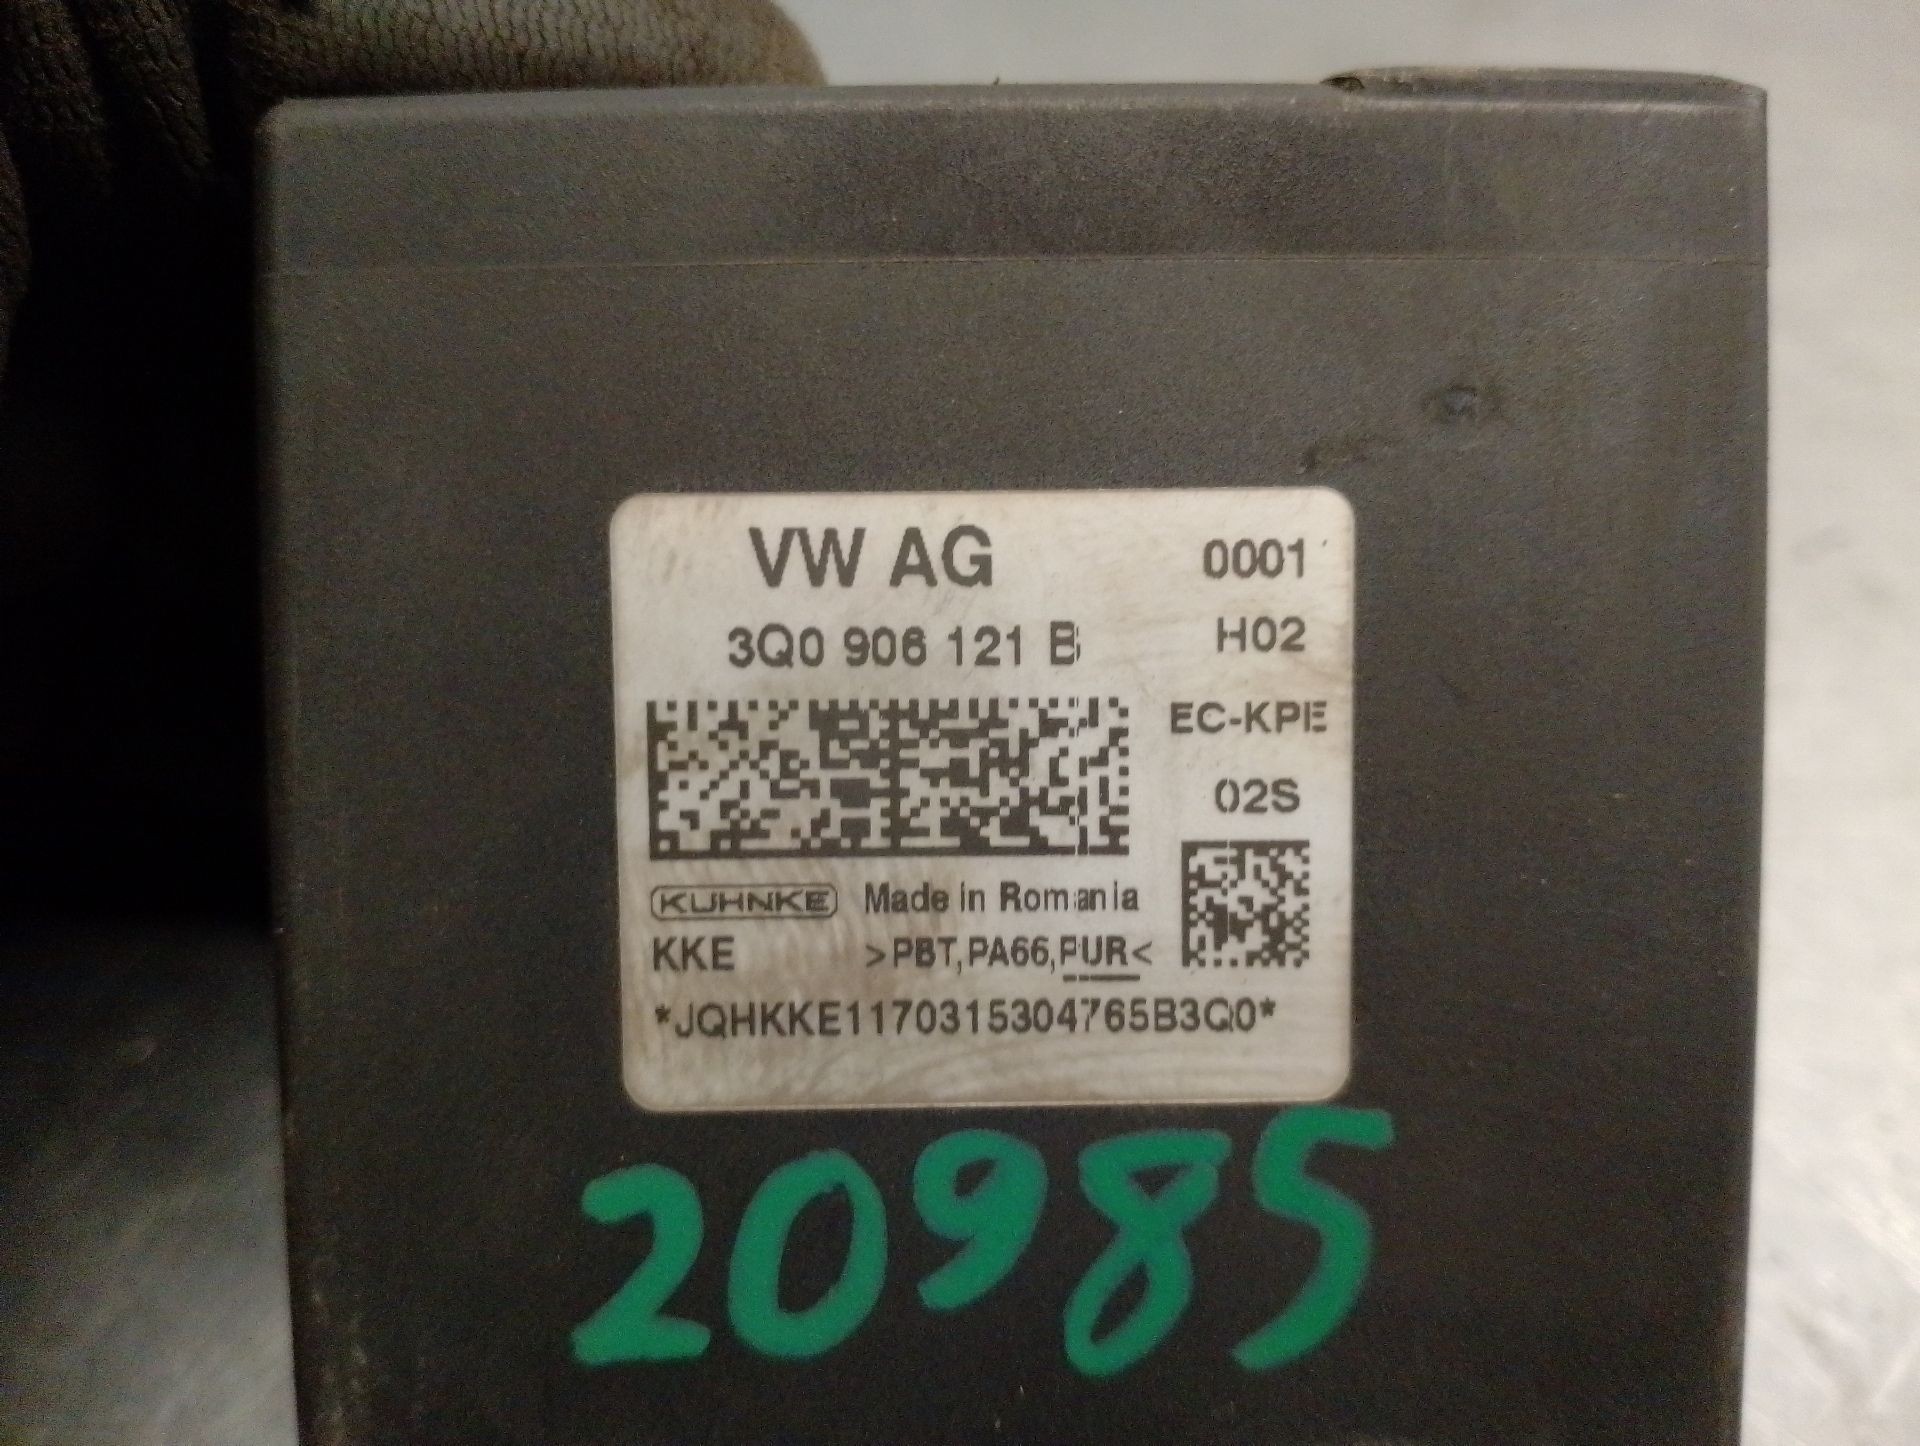 VW AG 0001
3Q0 906 121 B H02
EC-KPE
02S
KUHNKE Made in Romania
KKE >PBT,PA66,PUR<
*JQHKKE1170315304765B3Q0*
20985